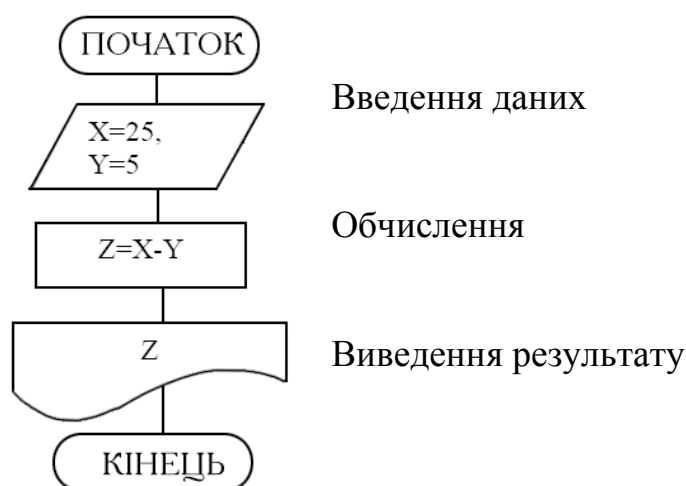 ПОЧАТОК
Введення даних
X=25,
Y=5
Обчислення
Z=X-Y
Z
Виведення результату
КІНЕЦЬ